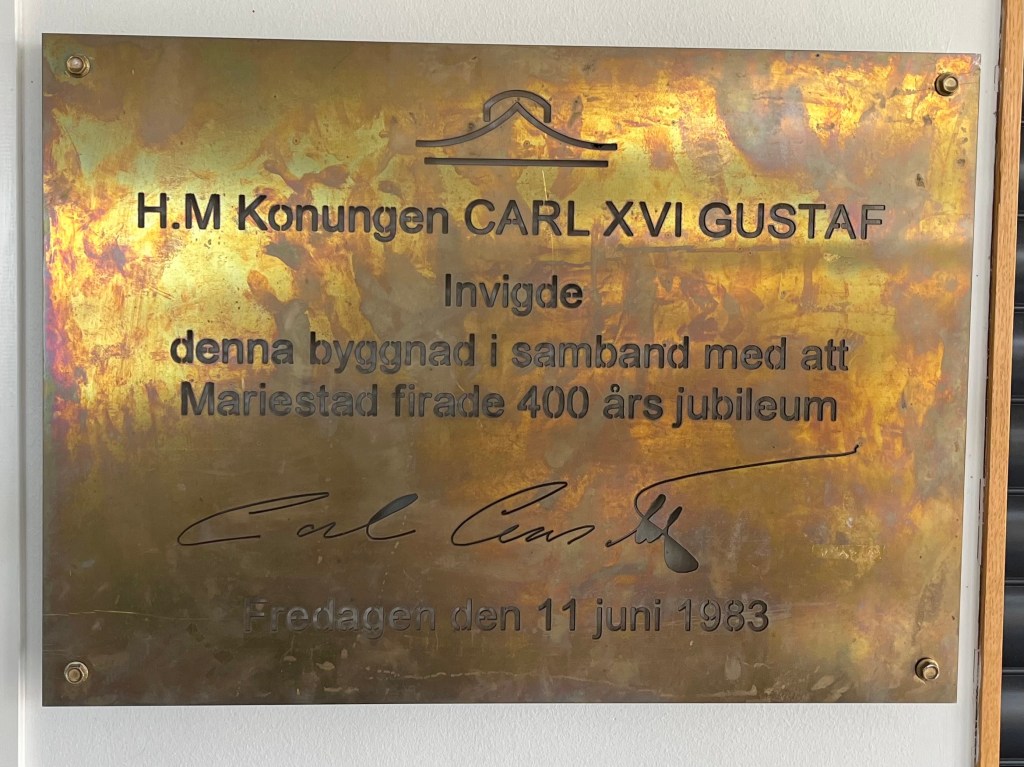 H.M Konungen CARL XVI GUSTAF
Invigde
denna byggnad i samband med att
Mariestad firade 400 års jubileum
Carl Gustaf
Fredagen den 11 juni 1983